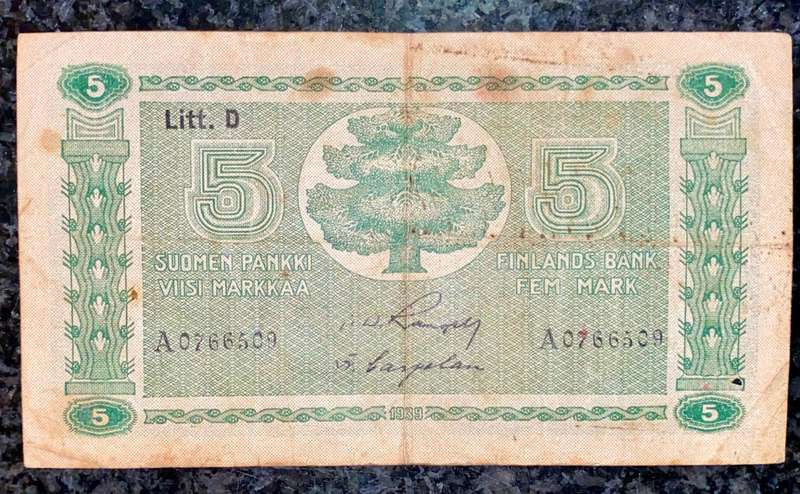 5 5
Litt. D
5 5
SUOMEN PANKKI
VIISI MARKKAA
FINLANDS BANK
FEM MARK
A0766509 A0766509
5 1939 5